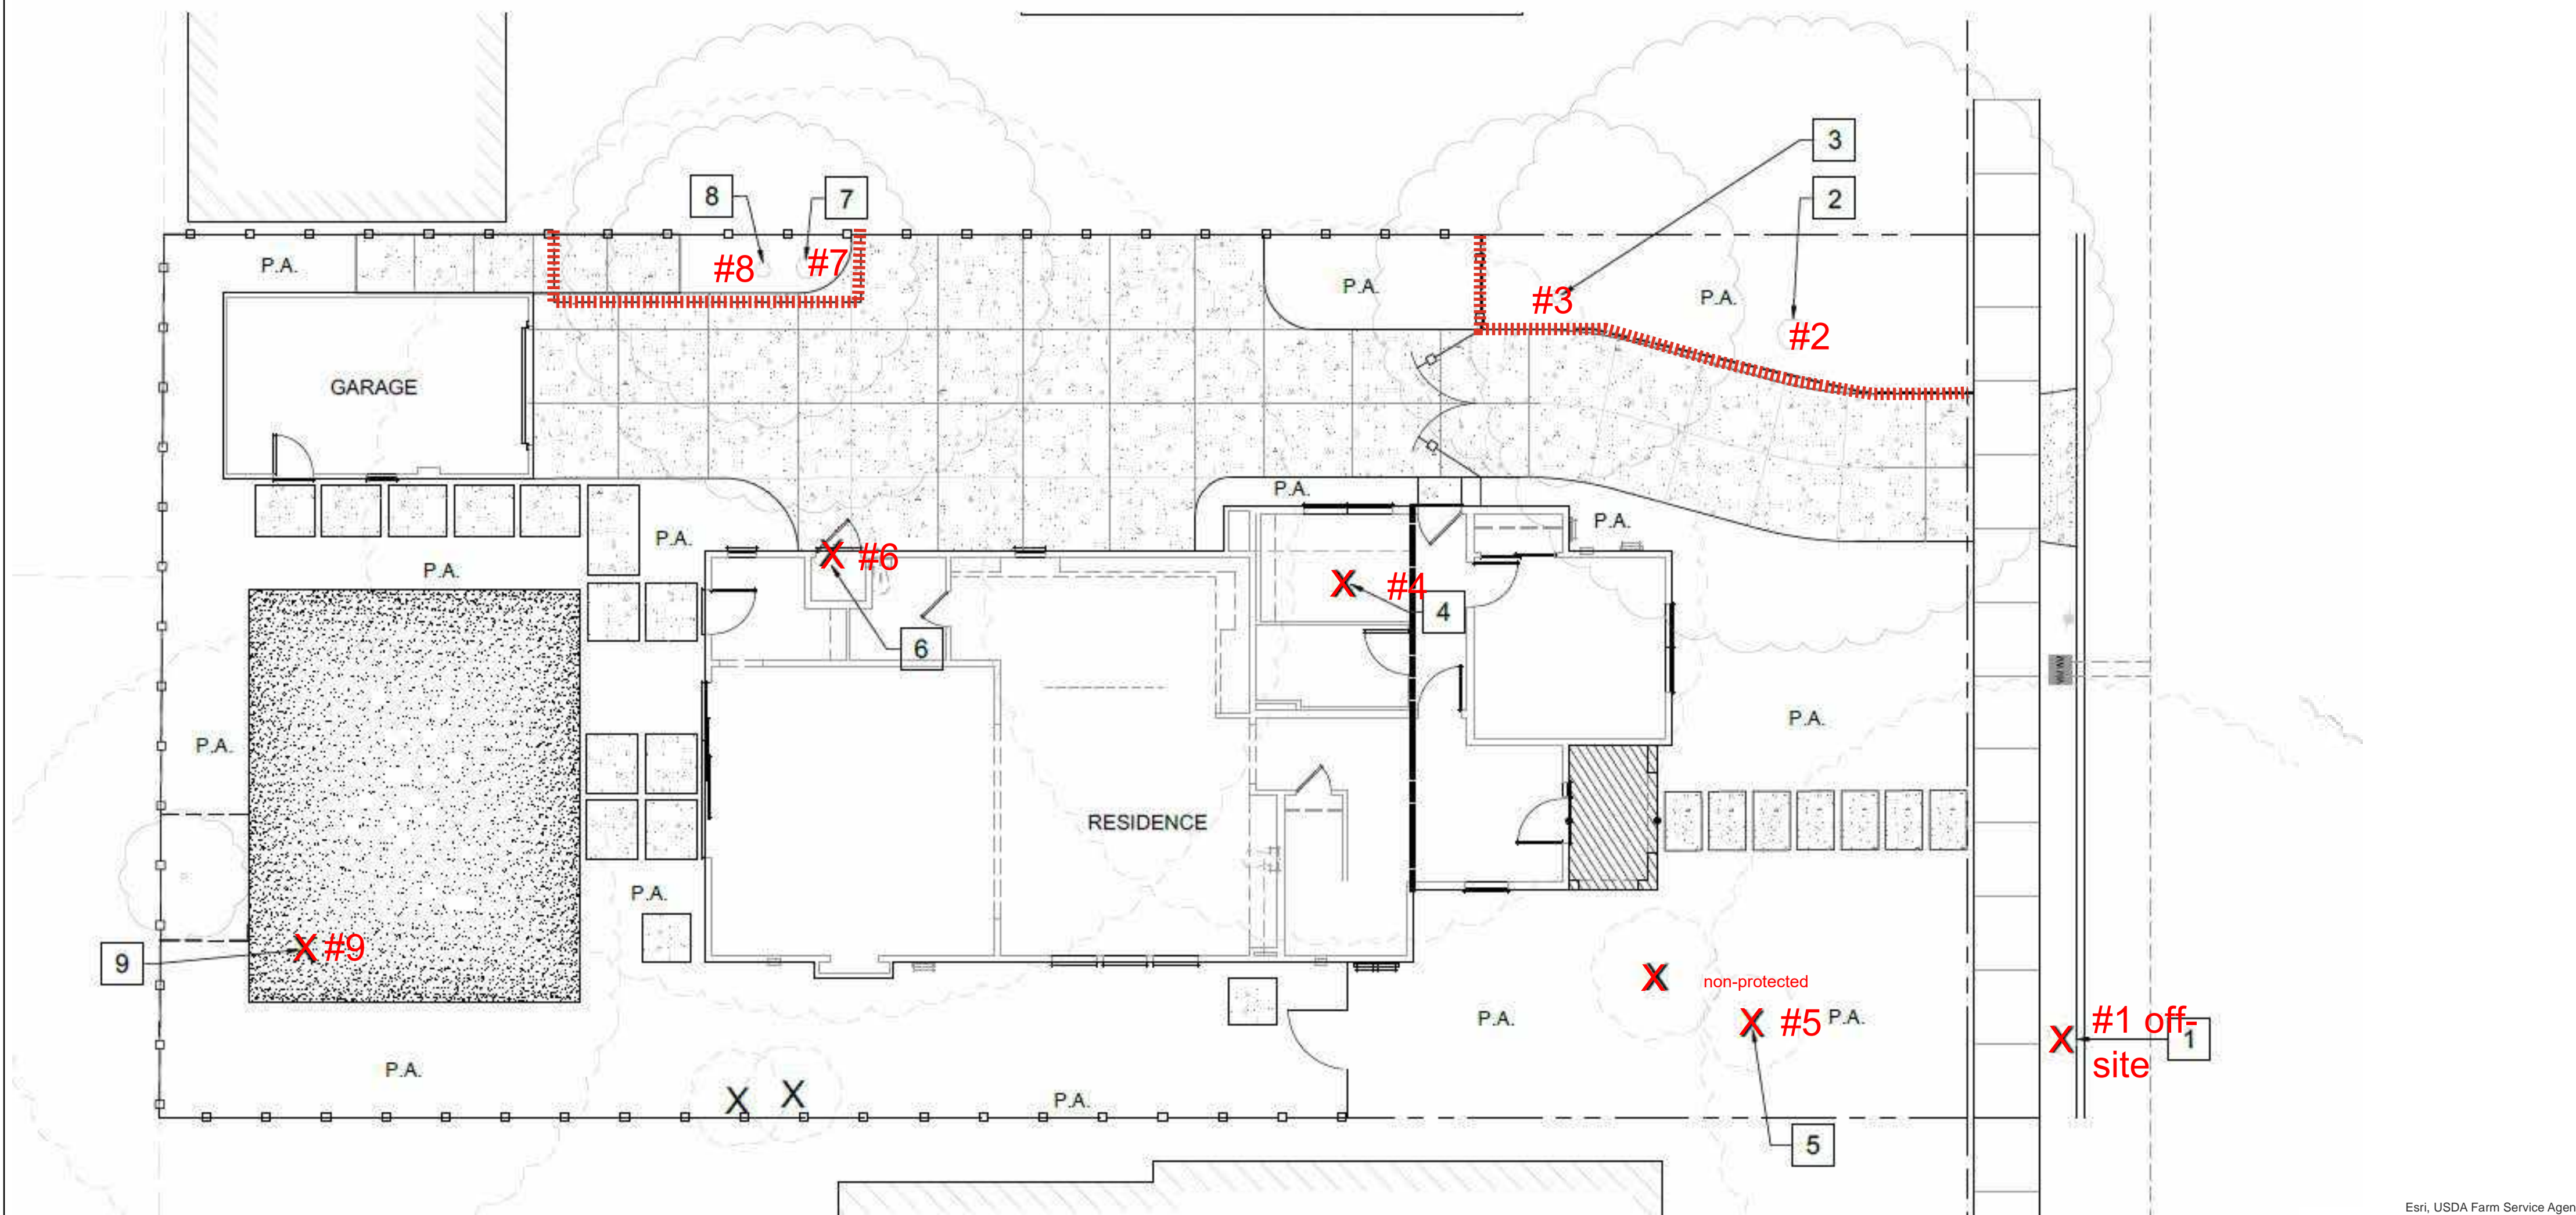 3
8
7
2
P.A.
#8
#7
P.A.
P.A.
#3
#2
GARAGE
P.A.
P.A.
P.A.
#6
P.A.
#4
4
6
P.A.
P.A.
RESIDENCE
P.A.
#9
9
non-protected
P.A.
#5
P.A.
#1 off-
site
1
P.A.
P.A.
5
X
X
X
X
X
X
X
X
Esri, USDA Farm Service Agen